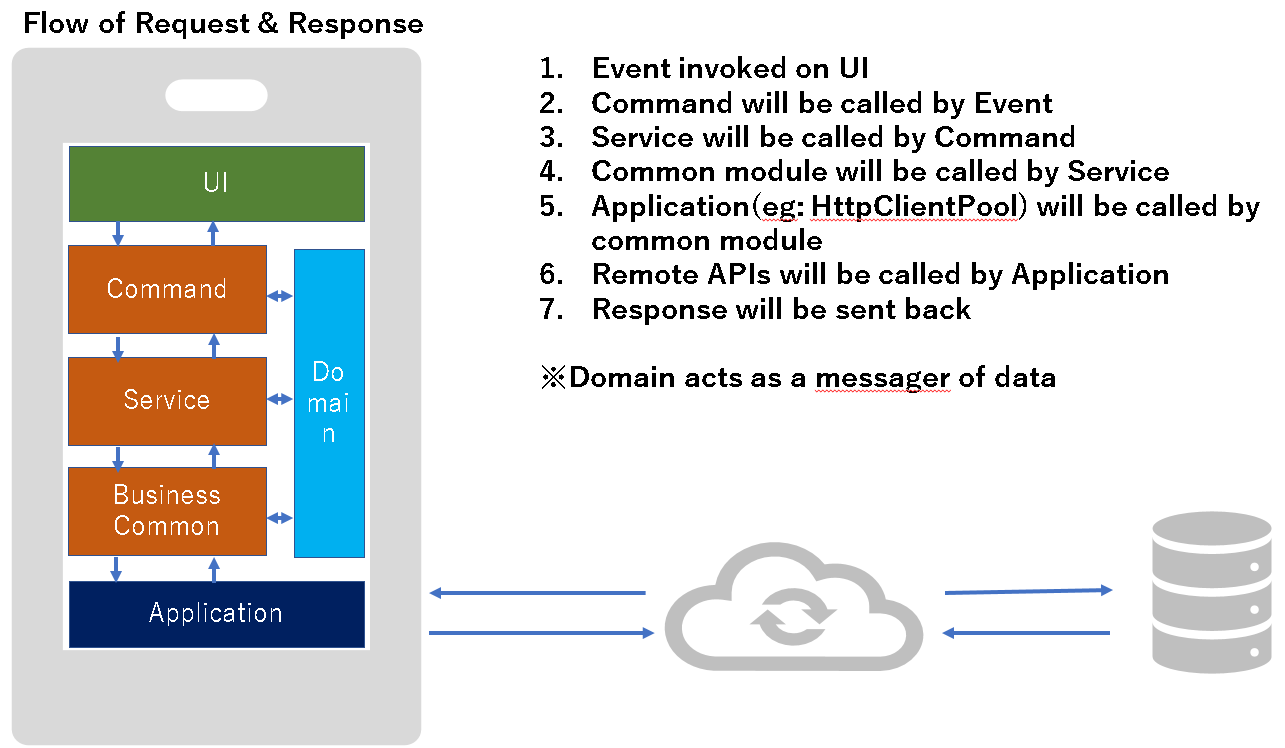 Flow of Request & Response
UI
Command
Service
Business
Common
Application
Do
mai
n
1. Event invoked on UI
2. Command will be called by Event
3. Service will be called by Command
4. Common module will be called by Service
5. Application(eg: HttpClientPool) will be called by
common module
6. Remote APIs will be called by Application
7. Response will be sent back
※Domain acts as a messager of data